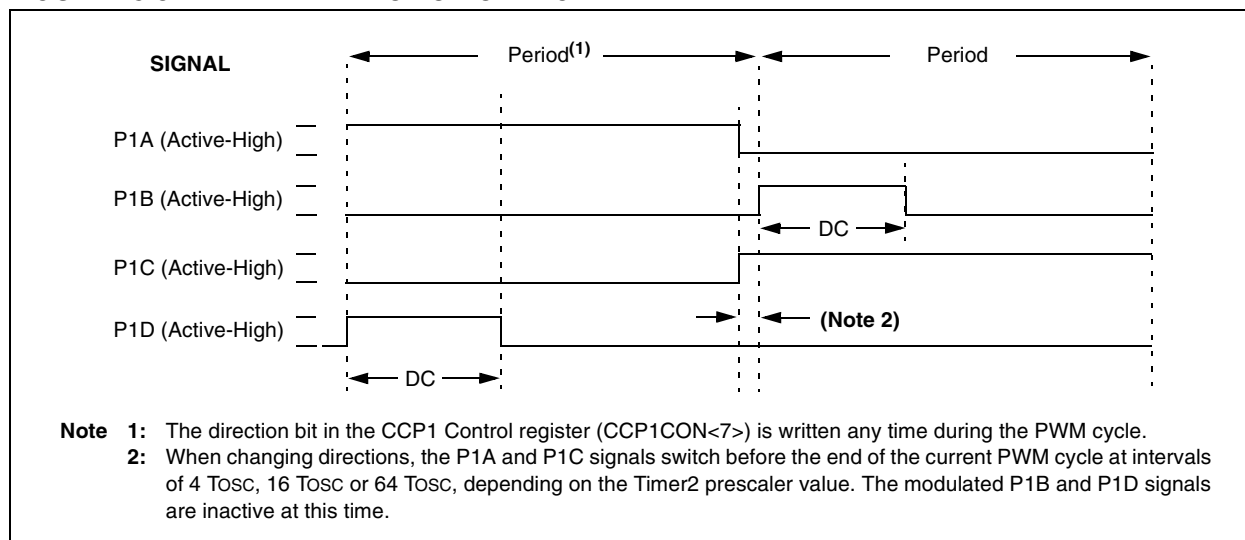 SIGNAL
Period(1)
Period
P1A (Active-High)
P1B (Active-High)
DC
P1C (Active-High)
(Note 2)
P1D (Active-High)
DC
Note 1: The direction bit in the CCP1 Control register (CCP1CON<7>) is written any time during the PWM cycle.
2: When changing directions, the P1A and P1C signals switch before the end of the current PWM cycle at intervals
of 4 TOSC, 16 TOSC or 64 TOSC, depending on the Timer2 prescaler value. The modulated P1B and P1D signals
are inactive at this time.